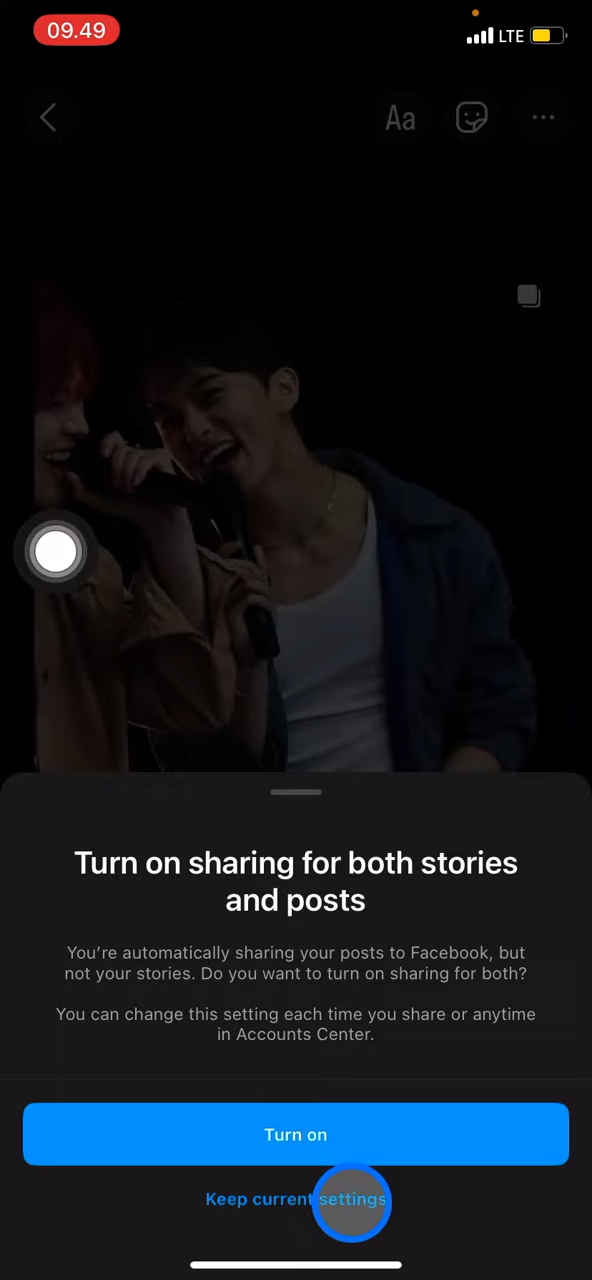 09.49
LTE
Aa
Turn on sharing for both stories
and posts
You're automatically sharing your posts to Facebook, but
not your stories. Do you want to turn on sharing for both?
You can change this setting each time you share or anytime
in Accounts Center.
Turn on
Keep current settings